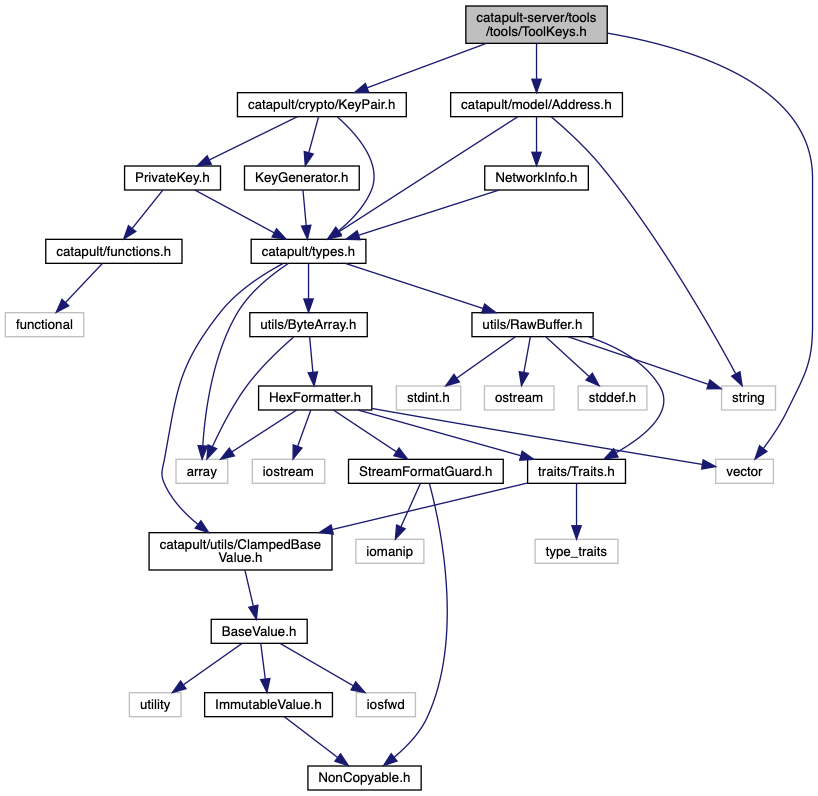 catapult-server/tools
/tools/ToolKeys.h
catapult/crypto/KeyPair.h
catapult/model/Address.h
PrivateKey.h
KeyGenerator.h
NetworkInfo.h
catapult/functions.h
catapult/types.h
functional
utils/ByteArray.h
utils/RawBuffer.h
HexFormatter.h
stdint.h
ostream
stddef.h
string
array
iostream
StreamFormatGuard.h
traits/Traits.h
vector
catapult/utils/ClampedBase
Value.h
iomanip
type_traits
BaseValue.h
utility
ImmutableValue.h
iosfwd
NonCopyable.h